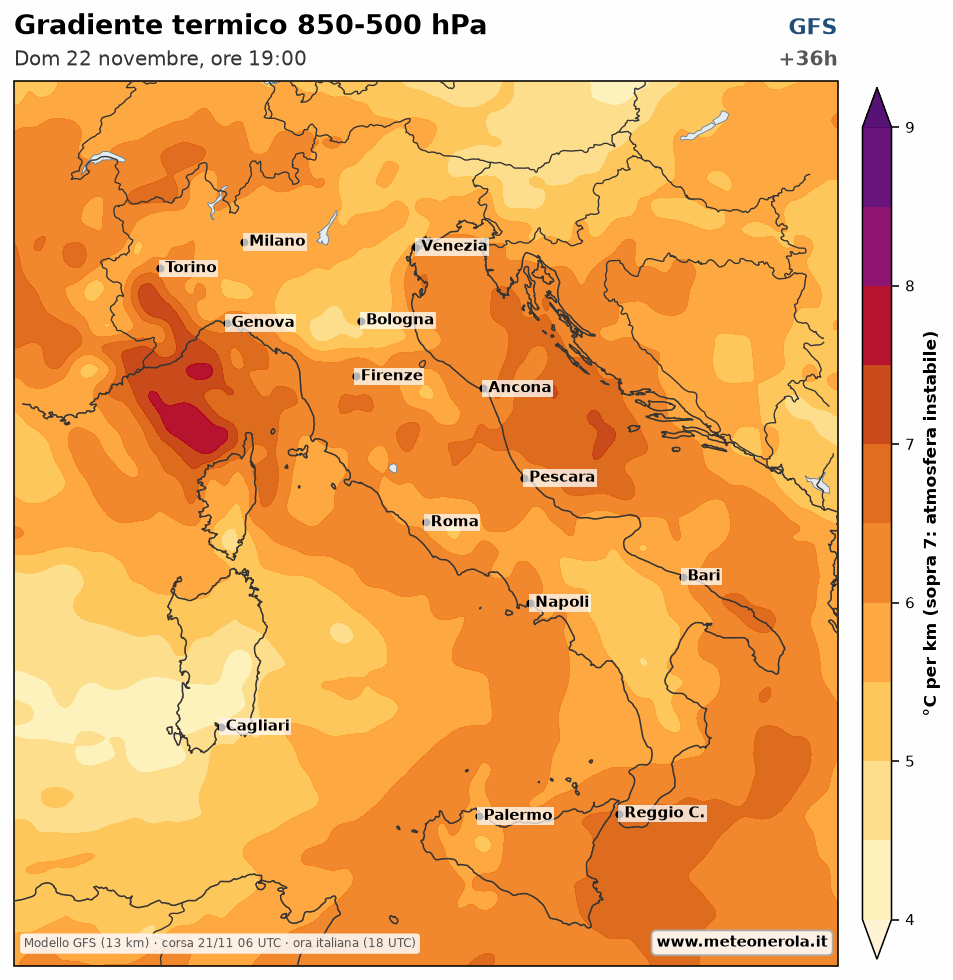 Gradiente termico 850-500 hPa
GFS
Dom 22 novembre, ore 19:00
+36h
Milano
Venezia
Torino
Genova
Bologna
Firenze
Ancona
Pescara
Roma
Bari
Napoli
Cagliari
Palermo
Reggio C.
9
8
7
6
5
4
°C per km (sopra 7: atmosfera instabile)
Modello GFS (13 km) · corsa 21/11 06 UTC · ora italiana (18 UTC)
www.meteonerola.it